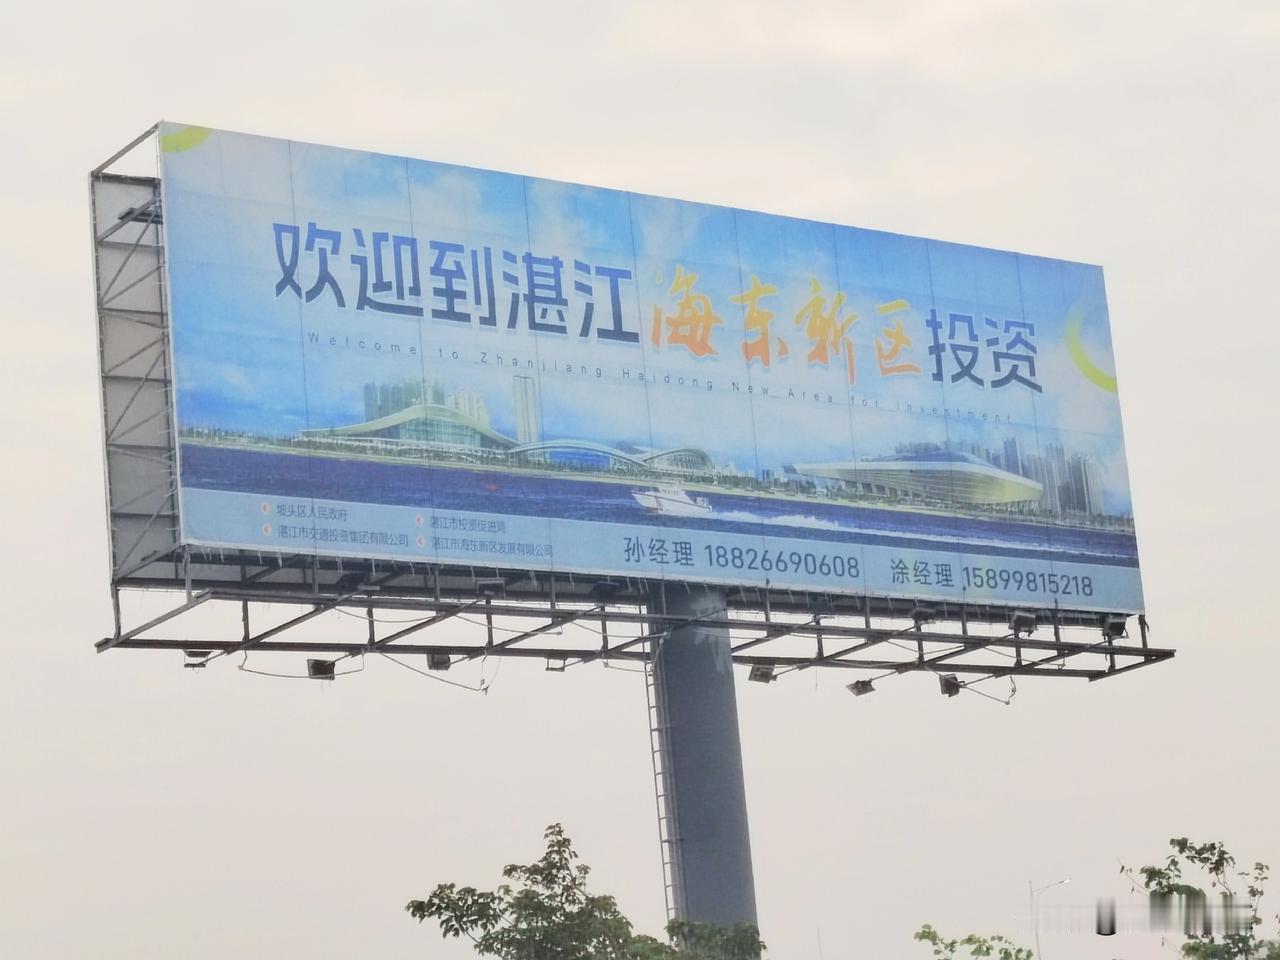 欢迎到湛江海东新区投资
Welcome to Zhanjiang Haidong New Area for investment
坡头区人民政府 湛江市投资促进局
湛江市交通投资集团有限公司 湛江市海东新区发展有限公司
孙经理 18826690608 涂经理 15899815218